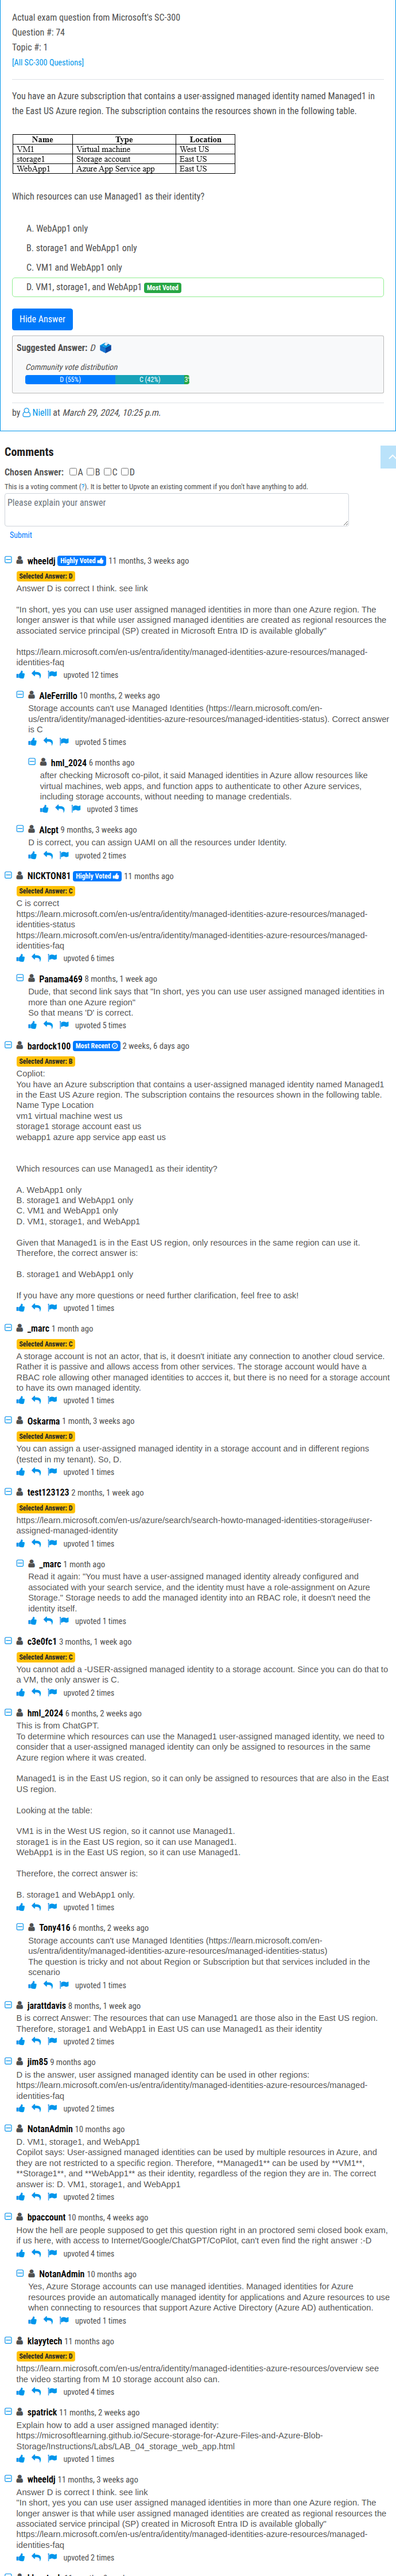 Actual exam question from Microsoft's SC-300
Question #: 74
Topic #: 1
[All SC-300 Questions]
You have an Azure subscription that contains a user-assigned managed identity named Managed1 in
the East US Azure region. The subscription contains the resources shown in the following table.
Name Type Location
VM1 Virtual machine West US
storage1 Storage account East US
WebApp1 Azure App Service app East US
Which resources can use Managed1 as their identity?
A. WebApp1 only
B. storage1 and WebApp1 only
C. VM1 and WebApp1 only
D. VM1, storage1, and WebApp1 Most Voted
Hide Answer
Suggested Answer: D
Community vote distribution
D (55%) C (42%) 3
by Nielll at March 29, 2024, 10:25 p.m.
Comments
Chosen Answer: A B C D
This is a voting comment (?). It is better to Upvote an existing comment if you don't have anything to add.
Please explain your answer
Submit
wheeldj Highly Voted 11 months, 3 weeks ago
Selected Answer: D
Answer D is correct I think. see link
"In short, yes you can use user assigned managed identities in more than one Azure region. The
longer answer is that while user assigned managed identities are created as regional resources the
associated service principal (SP) created in Microsoft Entra ID is available globally"
https://learn.microsoft.com/en-us/entra/identity/managed-identities-azure-resources/managed-
identities-faq
upvoted 12 times
AleFerrillo 10 months, 2 weeks ago
Storage accounts can't use Managed Identities (https://learn.microsoft.com/en-
us/entra/identity/managed-identities-azure-resources/managed-identities-status). Correct answer
is C
upvoted 5 times
hml_2024 6 months ago
after checking Microsoft co-pilot, it said Managed identities in Azure allow resources like
virtual machines, web apps, and function apps to authenticate to other Azure services,
including storage accounts, without needing to manage credentials.
upvoted 3 times
Alcpt 9 months, 3 weeks ago
D is correct, you can assign UAMI on all the resources under Identity.
upvoted 2 times
NICKTON81 Highly Voted 11 months ago
Selected Answer: C
C is correct
https://learn.microsoft.com/en-us/entra/identity/managed-identities-azure-resources/managed-
identities-status
https://learn.microsoft.com/en-us/entra/identity/managed-identities-azure-resources/managed-
identities-faq
upvoted 6 times
Panama469 8 months, 1 week ago
Dude, that second link says that "In short, yes you can use user assigned managed identities in
more than one Azure region"
So that means 'D' is correct.
upvoted 5 times
bardock100 Most Recent 2 weeks, 6 days ago
Selected Answer: B
Copliot:
You have an Azure subscription that contains a user-assigned managed identity named Managed1
in the East US Azure region. The subscription contains the resources shown in the following table.
Name Type Location
vm1 virtual machine west us
storage1 storage account east us
webapp1 azure app service app east us
Which resources can use Managed1 as their identity?
A. WebApp1 only
B. storage1 and WebApp1 only
C. VM1 and WebApp1 only
D. VM1, storage1, and WebApp1
Given that Managed1 is in the East US region, only resources in the same region can use it.
Therefore, the correct answer is:
B. storage1 and WebApp1 only
If you have any more questions or need further clarification, feel free to ask!
upvoted 1 times
_marc 1 month ago
Selected Answer: C
A storage account is not an actor, that is, it doesn't initiate any connection to another cloud service.
Rather it is passive and allows access from other services. The storage account would have a
RBAC role allowing other managed identities to accces it, but there is no need for a storage account
to have its own managed identity.
upvoted 1 times
Oskarma 1 month, 3 weeks ago
Selected Answer: D
You can assign a user-assigned managed identity in a storage account and in different regions
(tested in my tenant). So, D.
upvoted 1 times
test123123 2 months, 1 week ago
Selected Answer: D
https://learn.microsoft.com/en-us/azure/search/search-howto-managed-identities-storage#user-
assigned-managed-identity
upvoted 1 times
_marc 1 month ago
Read it again: "You must have a user-assigned managed identity already configured and
associated with your search service, and the identity must have a role-assignment on Azure
Storage." Storage needs to add the managed identity into an RBAC role, it doesn't need the
identity itself.
upvoted 1 times
c3e0fc1 3 months, 1 week ago
Selected Answer: C
You cannot add a -USER-assigned managed identity to a storage account. Since you can do that to
a VM, the only answer is C.
upvoted 2 times
hml_2024 6 months, 2 weeks ago
This is from ChatGPT.
To determine which resources can use the Managed1 user-assigned managed identity, we need to
consider that a user-assigned managed identity can only be assigned to resources in the same
Azure region where it was created.
Managed1 is in the East US region, so it can only be assigned to resources that are also in the East
US region.
Looking at the table:
VM1 is in the West US region, so it cannot use Managed1.
storage1 is in the East US region, so it can use Managed1.
WebApp1 is in the East US region, so it can use Managed1.
Therefore, the correct answer is:
B. storage1 and WebApp1 only.
upvoted 1 times
Tony416 6 months, 2 weeks ago
Storage accounts can't use Managed Identities (https://learn.microsoft.com/en-
us/entra/identity/managed-identities-azure-resources/managed-identities-status)
The question is tricky and not about Region or Subscription but that services included in the
scenario
upvoted 1 times
jarattdavis 8 months, 1 week ago
B is correct Answer: The resources that can use Managed1 are those also in the East US region.
Therefore, storage1 and WebApp1 in East US can use Managed1 as their identity
upvoted 2 times
jim85 9 months ago
D is the answer, user assigned managed identity can be used in other regions:
https://learn.microsoft.com/en-us/entra/identity/managed-identities-azure-resources/managed-
identities-faq
upvoted 2 times
NotanAdmin 10 months ago
D. VM1, storage1, and WebApp1
Copilot says: User-assigned managed identities can be used by multiple resources in Azure, and
they are not restricted to a specific region. Therefore, **Managed1** can be used by **VM1**,
**Storage1**, and **WebApp1** as their identity, regardless of the region they are in. The correct
answer is: D. VM1, storage1, and WebApp1
upvoted 2 times
bpaccount 10 months, 4 weeks ago
How the hell are people supposed to get this question right in an proctored semi closed book exam,
if us here, with access to Internet/Google/ChatGPT/CoPilot, can't even find the right answer :-D
upvoted 4 times
NotanAdmin 10 months ago
Yes, Azure Storage accounts can use managed identities. Managed identities for Azure
resources provide an automatically managed identity for applications and Azure resources to use
when connecting to resources that support Azure Active Directory (Azure AD) authentication.
upvoted 1 times
klayytech 11 months ago
Selected Answer: D
https://learn.microsoft.com/en-us/entra/identity/managed-identities-azure-resources/overview see
the video starting from M 10 storage account also can.
upvoted 4 times
spatrick 11 months, 2 weeks ago
Explain how to add a user assigned managed identity:
https://microsoftlearning.github.io/Secure-storage-for-Azure-Files-and-Azure-Blob-
Storage/Instructions/Labs/LAB_04_storage_web_app.html
upvoted 1 times
wheeldj 11 months, 3 weeks ago
Answer D is correct I think. see link
"In short, yes you can use user assigned managed identities in more than one Azure region. The
longer answer is that while user assigned managed identities are created as regional resources the
associated service principal (SP) created in Microsoft Entra ID is available globally"
https://learn.microsoft.com/en-us/entra/identity/managed-identities-azure-resources/managed-
identities-faq
upvoted 2 times